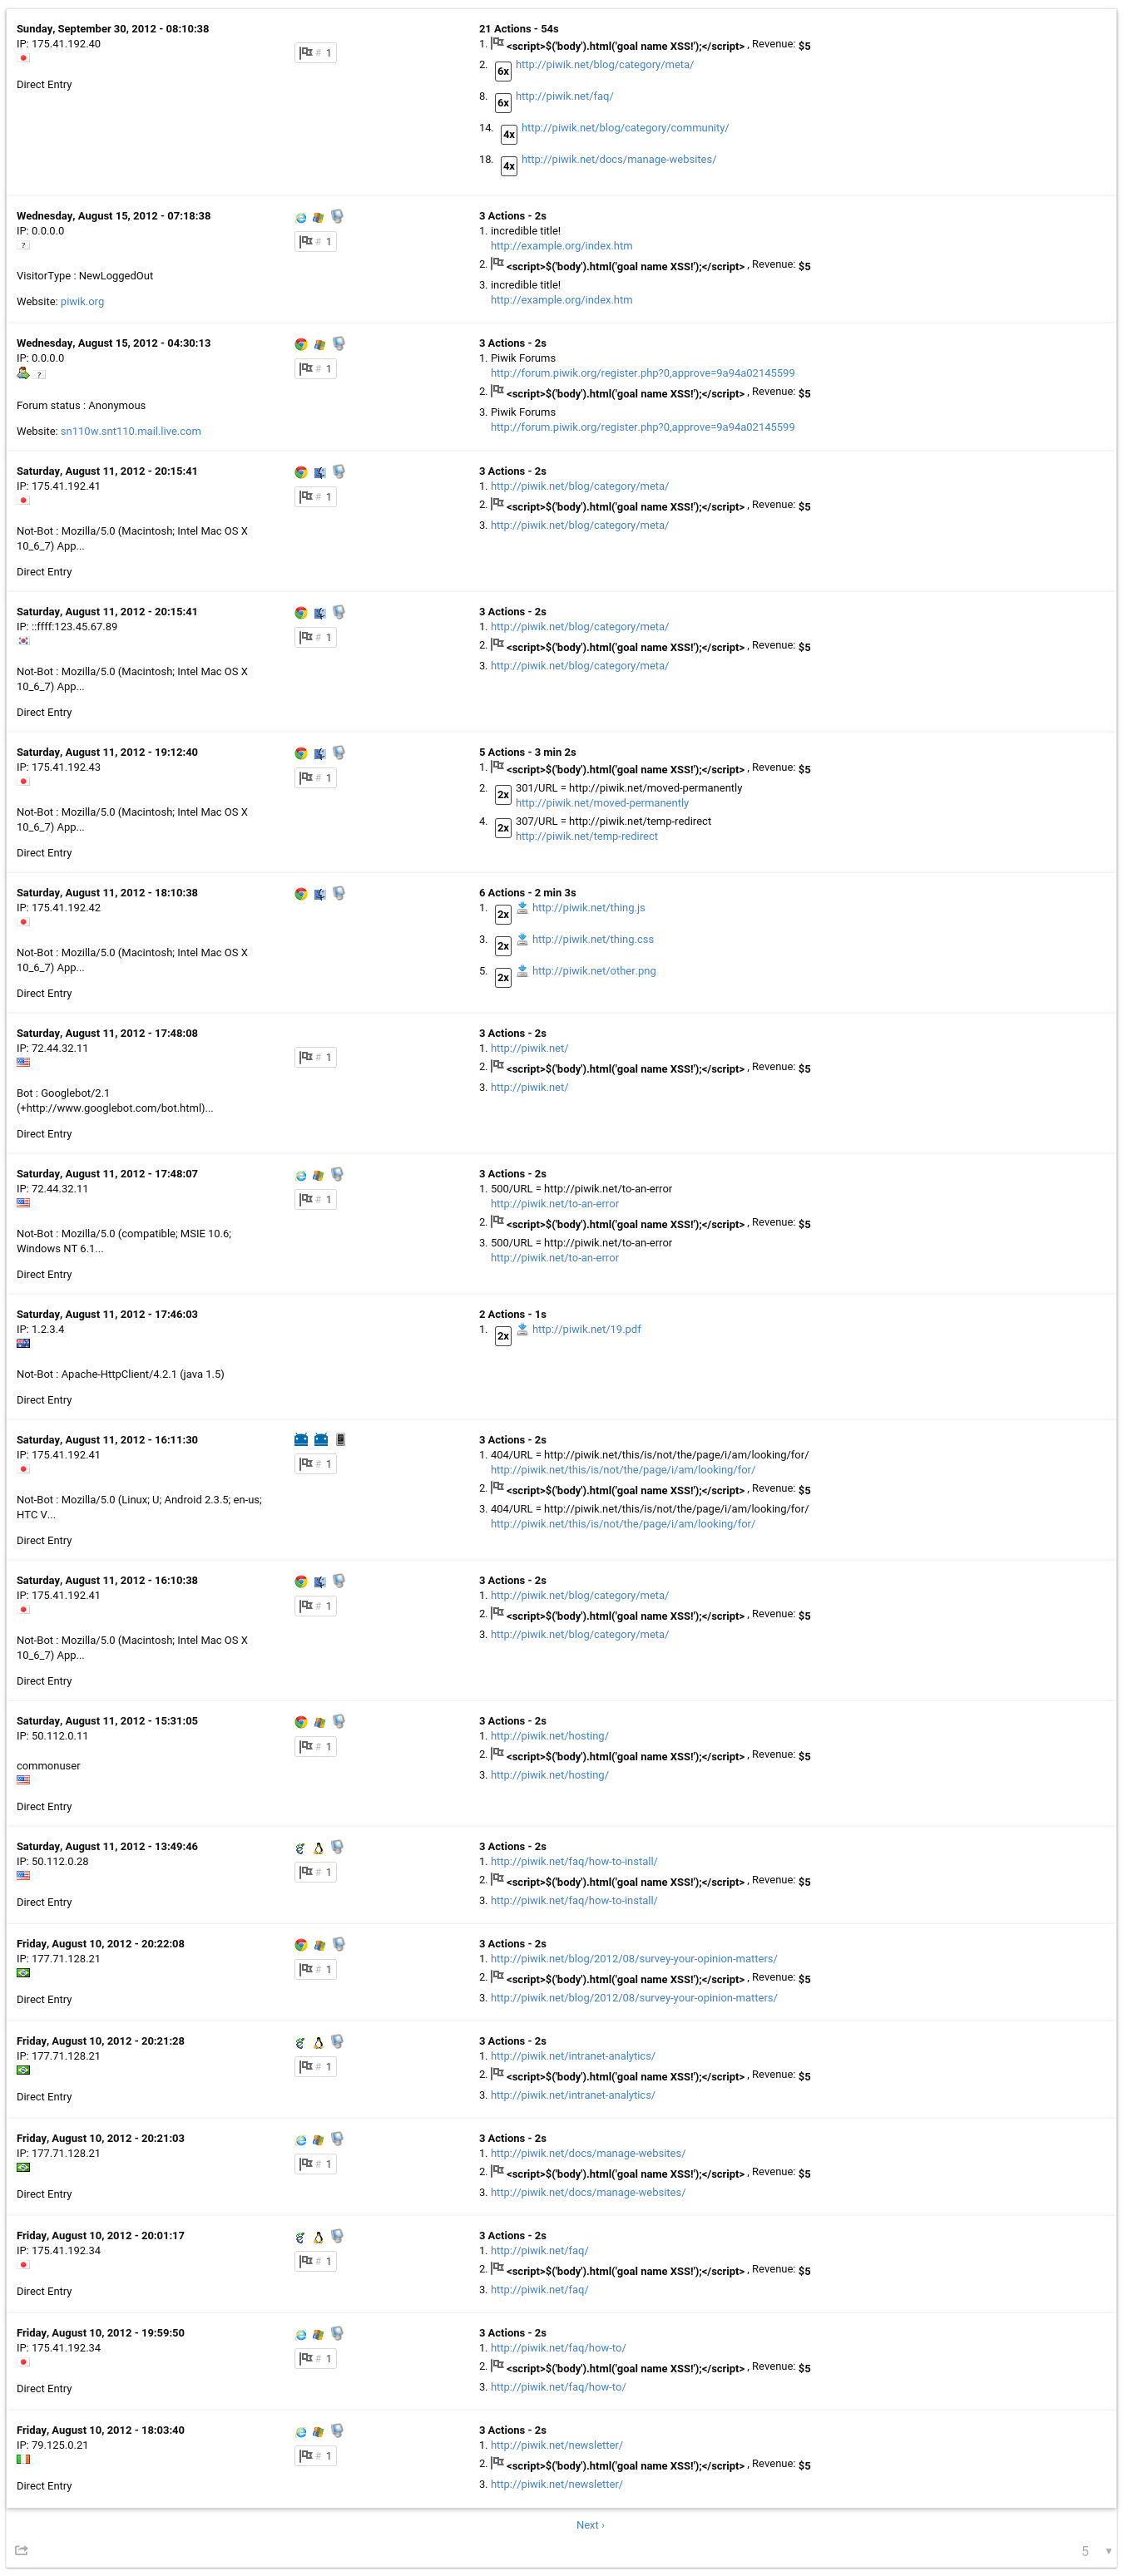 Sunday, September 30, 2012 - 08:10:38
IP: 175.41.192.40
Direct Entry
# 1
21 Actions - 54s
1. <script>$('body').html('goal name XSS!');</script> , Revenue: $5
2. 6x http://piwik.net/blog/category/meta/
8. 6x http://piwik.net/faq/
14. 4x http://piwik.net/blog/category/community/
18. 4x http://piwik.net/docs/manage-websites/
Wednesday, August 15, 2012 - 07:18:38
IP: 0.0.0.0
?
VisitorType : NewLoggedOut
Website: piwik.org
# 1
3 Actions - 2s
1. incredible title!
http://example.org/index.htm
2. <script>$('body').html('goal name XSS!');</script> , Revenue: $5
3. incredible title!
http://example.org/index.htm
Wednesday, August 15, 2012 - 04:30:13
IP: 0.0.0.0
?
Forum status : Anonymous
Website: sn110w.snt110.mail.live.com
# 1
3 Actions - 2s
1. Piwik Forums
http://forum.piwik.org/register.php?0,approve=9a94a02145599
2. <script>$('body').html('goal name XSS!');</script> , Revenue: $5
3. Piwik Forums
http://forum.piwik.org/register.php?0,approve=9a94a02145599
Saturday, August 11, 2012 - 20:15:41
IP: 175.41.192.41
Not-Bot : Mozilla/5.0 (Macintosh; Intel Mac OS X
10_6_7) App...
Direct Entry
# 1
3 Actions - 2s
1. http://piwik.net/blog/category/meta/
2. <script>$('body').html('goal name XSS!');</script> , Revenue: $5
3. http://piwik.net/blog/category/meta/
Saturday, August 11, 2012 - 20:15:41
IP: ::ffff:123.45.67.89
Not-Bot : Mozilla/5.0 (Macintosh; Intel Mac OS X
10_6_7) App...
Direct Entry
# 1
3 Actions - 2s
1. http://piwik.net/blog/category/meta/
2. <script>$('body').html('goal name XSS!');</script> , Revenue: $5
3. http://piwik.net/blog/category/meta/
Saturday, August 11, 2012 - 19:12:40
IP: 175.41.192.43
Not-Bot : Mozilla/5.0 (Macintosh; Intel Mac OS X
10_6_7) App...
Direct Entry
# 1
5 Actions - 3 min 2s
1. <script>$('body').html('goal name XSS!');</script> , Revenue: $5
2. 2x 301/URL = http://piwik.net/moved-permanently
http://piwik.net/moved-permanently
4. 2x 307/URL = http://piwik.net/temp-redirect
http://piwik.net/temp-redirect
Saturday, August 11, 2012 - 18:10:38
IP: 175.41.192.42
Not-Bot : Mozilla/5.0 (Macintosh; Intel Mac OS X
10_6_7) App...
Direct Entry
6 Actions - 2 min 3s
1. 2x http://piwik.net/thing.js
3. 2x http://piwik.net/thing.css
5. 2x http://piwik.net/other.png
Saturday, August 11, 2012 - 17:48:08
IP: 72.44.32.11
Bot : Googlebot/2.1
(+http://www.googlebot.com/bot.html)...
Direct Entry
# 1
3 Actions - 2s
1. http://piwik.net/
2. <script>$('body').html('goal name XSS!');</script> , Revenue: $5
3. http://piwik.net/
Saturday, August 11, 2012 - 17:48:07
IP: 72.44.32.11
Not-Bot : Mozilla/5.0 (compatible; MSIE 10.6;
Windows NT 6.1...
Direct Entry
# 1
3 Actions - 2s
1. 500/URL = http://piwik.net/to-an-error
http://piwik.net/to-an-error
2. <script>$('body').html('goal name XSS!');</script> , Revenue: $5
3. 500/URL = http://piwik.net/to-an-error
http://piwik.net/to-an-error
Saturday, August 11, 2012 - 17:46:03
IP: 1.2.3.4
Not-Bot : Apache-HttpClient/4.2.1 (java 1.5)
Direct Entry
2 Actions - 1s
1. 2x http://piwik.net/19.pdf
Saturday, August 11, 2012 - 16:11:30
IP: 175.41.192.41
Not-Bot : Mozilla/5.0 (Linux; U; Android 2.3.5; en-us;
HTC V...
Direct Entry
# 1
3 Actions - 2s
1. 404/URL = http://piwik.net/this/is/not/the/page/i/am/looking/for/
http://piwik.net/this/is/not/the/page/i/am/looking/for/
2. <script>$('body').html('goal name XSS!');</script> , Revenue: $5
3. 404/URL = http://piwik.net/this/is/not/the/page/i/am/looking/for/
http://piwik.net/this/is/not/the/page/i/am/looking/for/
Saturday, August 11, 2012 - 16:10:38
IP: 175.41.192.41
Not-Bot : Mozilla/5.0 (Macintosh; Intel Mac OS X
10_6_7) App...
Direct Entry
# 1
3 Actions - 2s
1. http://piwik.net/blog/category/meta/
2. <script>$('body').html('goal name XSS!');</script> , Revenue: $5
3. http://piwik.net/blog/category/meta/
Saturday, August 11, 2012 - 15:31:05
IP: 50.112.0.11
commonuser
Direct Entry
# 1
3 Actions - 2s
1. http://piwik.net/hosting/
2. <script>$('body').html('goal name XSS!');</script> , Revenue: $5
3. http://piwik.net/hosting/
Saturday, August 11, 2012 - 13:49:46
IP: 50.112.0.28
Direct Entry
# 1
3 Actions - 2s
1. http://piwik.net/faq/how-to-install/
2. <script>$('body').html('goal name XSS!');</script> , Revenue: $5
3. http://piwik.net/faq/how-to-install/
Friday, August 10, 2012 - 20:22:08
IP: 177.71.128.21
Direct Entry
# 1
3 Actions - 2s
1. http://piwik.net/blog/2012/08/survey-your-opinion-matters/
2. <script>$('body').html('goal name XSS!');</script> , Revenue: $5
3. http://piwik.net/blog/2012/08/survey-your-opinion-matters/
Friday, August 10, 2012 - 20:21:28
IP: 177.71.128.21
Direct Entry
# 1
3 Actions - 2s
1. http://piwik.net/intranet-analytics/
2. <script>$('body').html('goal name XSS!');</script> , Revenue: $5
3. http://piwik.net/intranet-analytics/
Friday, August 10, 2012 - 20:21:03
IP: 177.71.128.21
Direct Entry
# 1
3 Actions - 2s
1. http://piwik.net/docs/manage-websites/
2. <script>$('body').html('goal name XSS!');</script> , Revenue: $5
3. http://piwik.net/docs/manage-websites/
Friday, August 10, 2012 - 20:01:17
IP: 175.41.192.34
Direct Entry
# 1
3 Actions - 2s
1. http://piwik.net/faq/
2. <script>$('body').html('goal name XSS!');</script> , Revenue: $5
3. http://piwik.net/faq/
Friday, August 10, 2012 - 19:59:50
IP: 175.41.192.34
Direct Entry
# 1
3 Actions - 2s
1. http://piwik.net/faq/how-to/
2. <script>$('body').html('goal name XSS!');</script> , Revenue: $5
3. http://piwik.net/faq/how-to/
Friday, August 10, 2012 - 18:03:40
IP: 79.125.0.21
Direct Entry
# 1
3 Actions - 2s
1. http://piwik.net/newsletter/
2. <script>$('body').html('goal name XSS!');</script> , Revenue: $5
3. http://piwik.net/newsletter/
Next ›
5